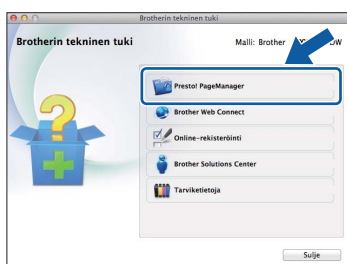 Brotherin tekninen tuki
Brotherin tekninen tuki
Malli: Brother
Presto! PageManager
Brother Web Connect
Online-rekisteröinti
Brother Solutions Center
Tarviketietoja
Sulje